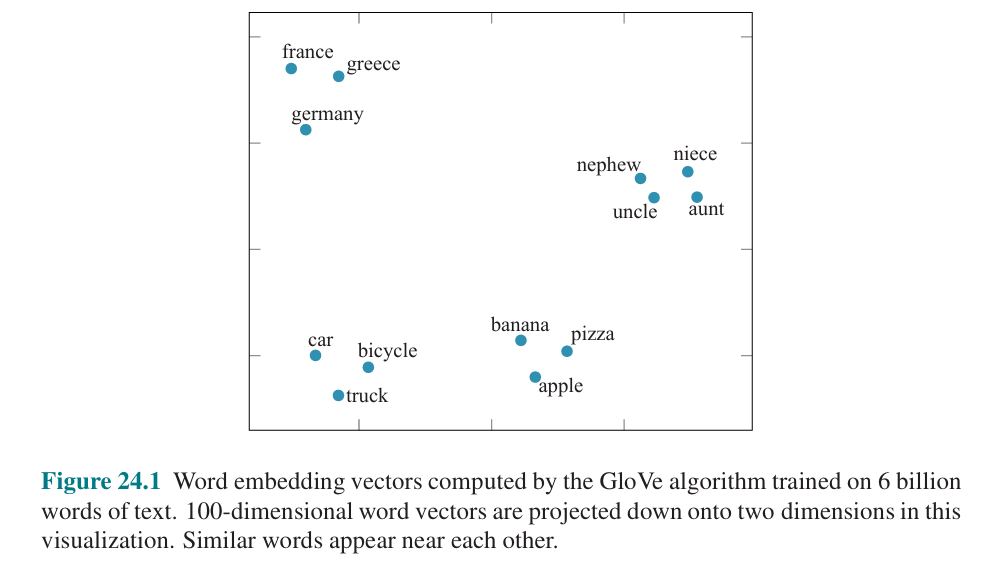 france
greece
germany
niece
nephew
uncle
aunt
banana
pizza
car
bicycle
apple
truck
Figure 24.1 Word embedding vectors computed by the GloVe algorithm trained on 6 billion
words of text. 100-dimensional word vectors are projected down onto two dimensions in this
visualization. Similar words appear near each other.